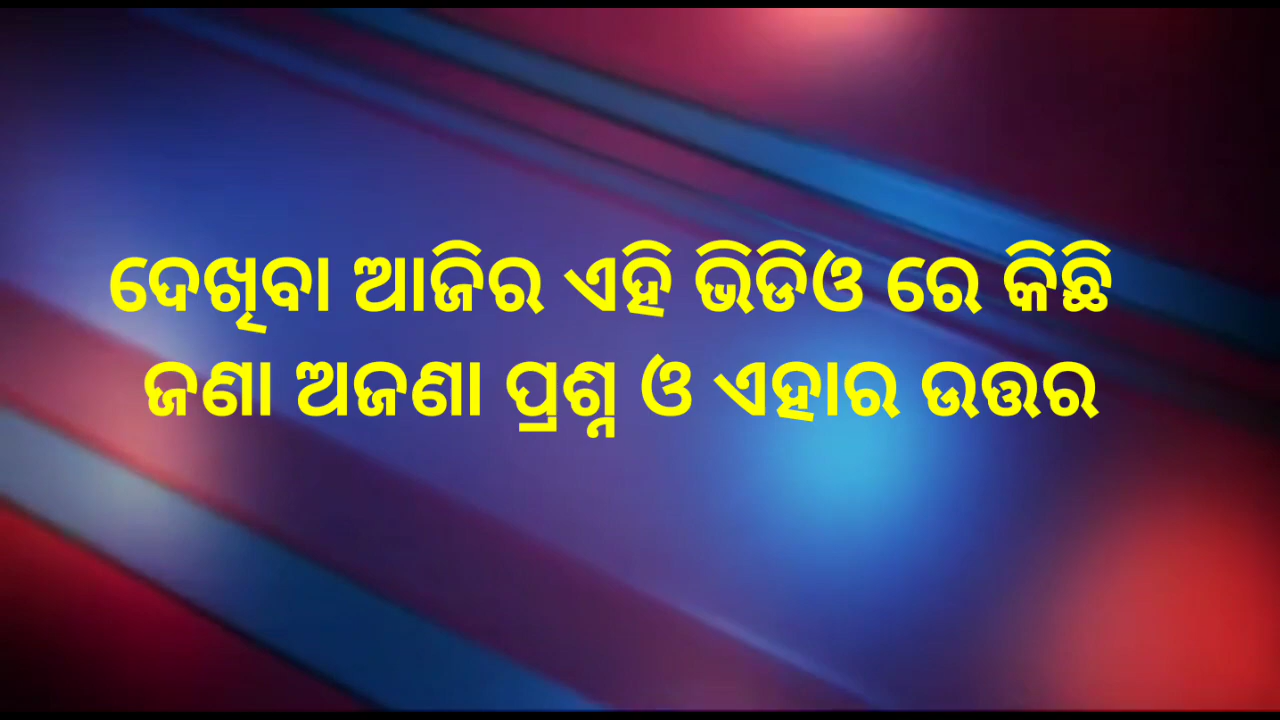 ଦେଖିବା ଆଜିର ଏହି ଭିଡିଓ ରେ କିଛି
ଜଣା ଅଜଣା ପ୍ରଶ୍ନ ଓ ଏହାର ଉତ୍ତର